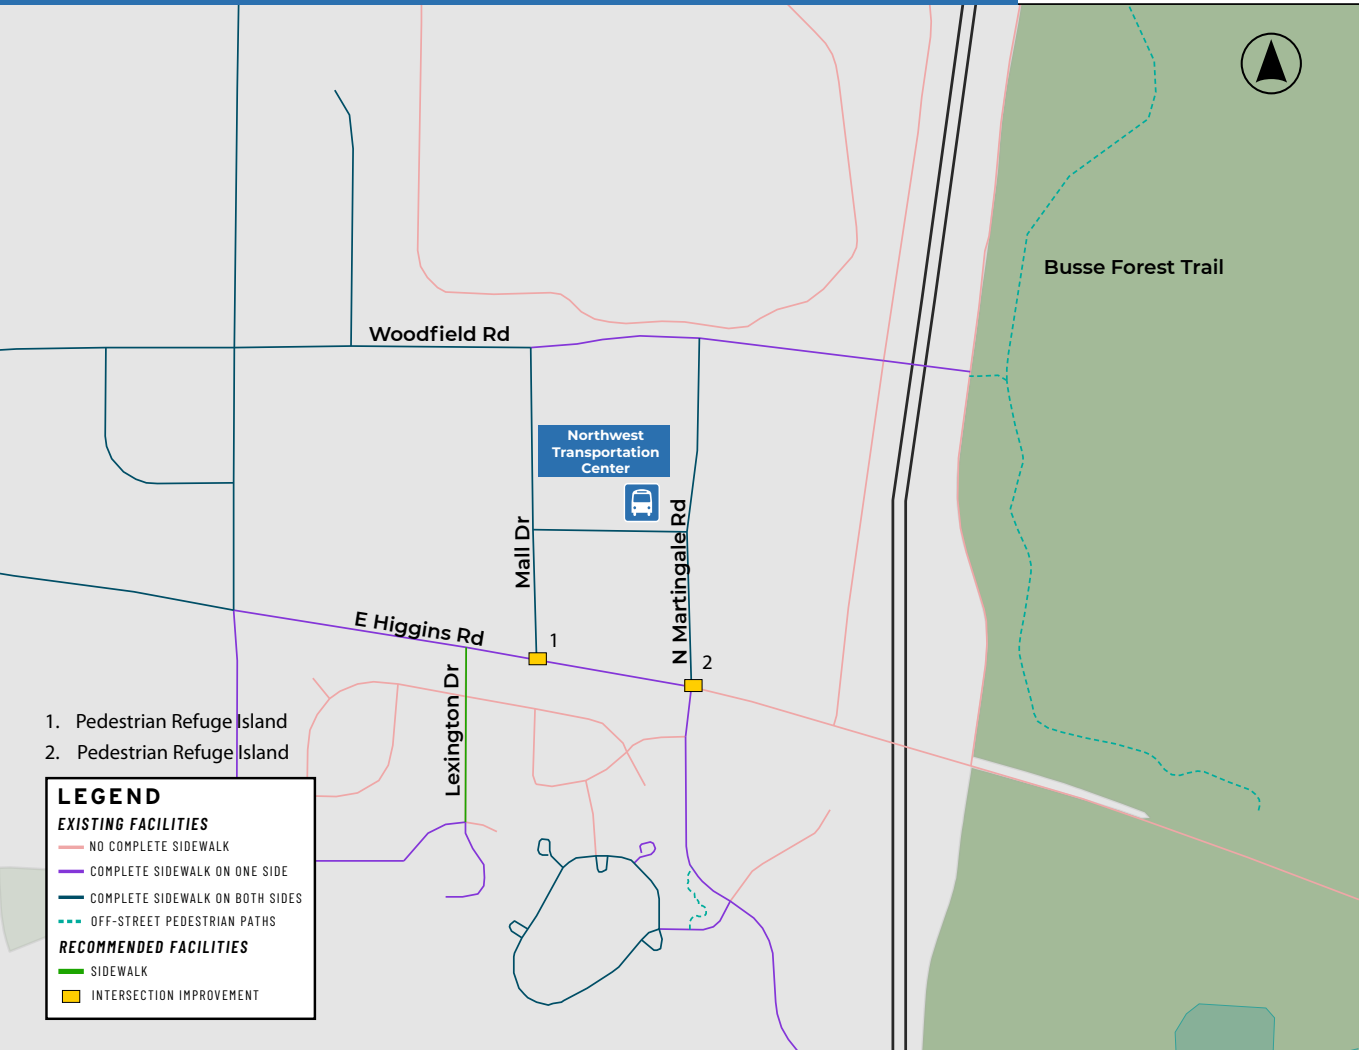 Busse Forest Trail
Woodfield Rd
Northwest
Transportation
Center
Mall Dr
N Martingale Rd
E Higgins Rd
1
2
Lexington Dr
1. Pedestrian Refuge Island
2. Pedestrian Refuge Island
LEGEND
EXISTING FACILITIES
NO COMPLETE SIDEWALK
COMPLETE SIDEWALK ON ONE SIDE
COMPLETE SIDEWALK ON BOTH SIDES
OFF-STREET PEDESTRIAN PATHS
RECOMMENDED FACILITIES
SIDEWALK
INTERSECTION IMPROVEMENT